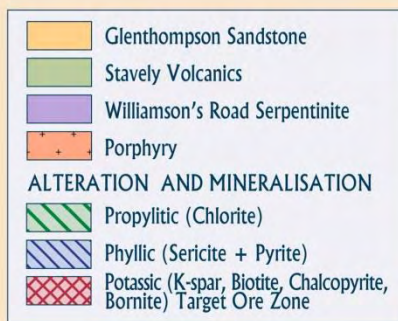 Glenthompson Sandstone
Stavely Volcanics
Williamson's Road Serpentinite
Porphyry
ALTERATION AND MINERALISATION
Propylitic (Chlorite)
Phyllic (Sericite + Pyrite)
Potassic (K-spar, Biotite, Chalcopyrite,
Bornite) Target Ore Zone